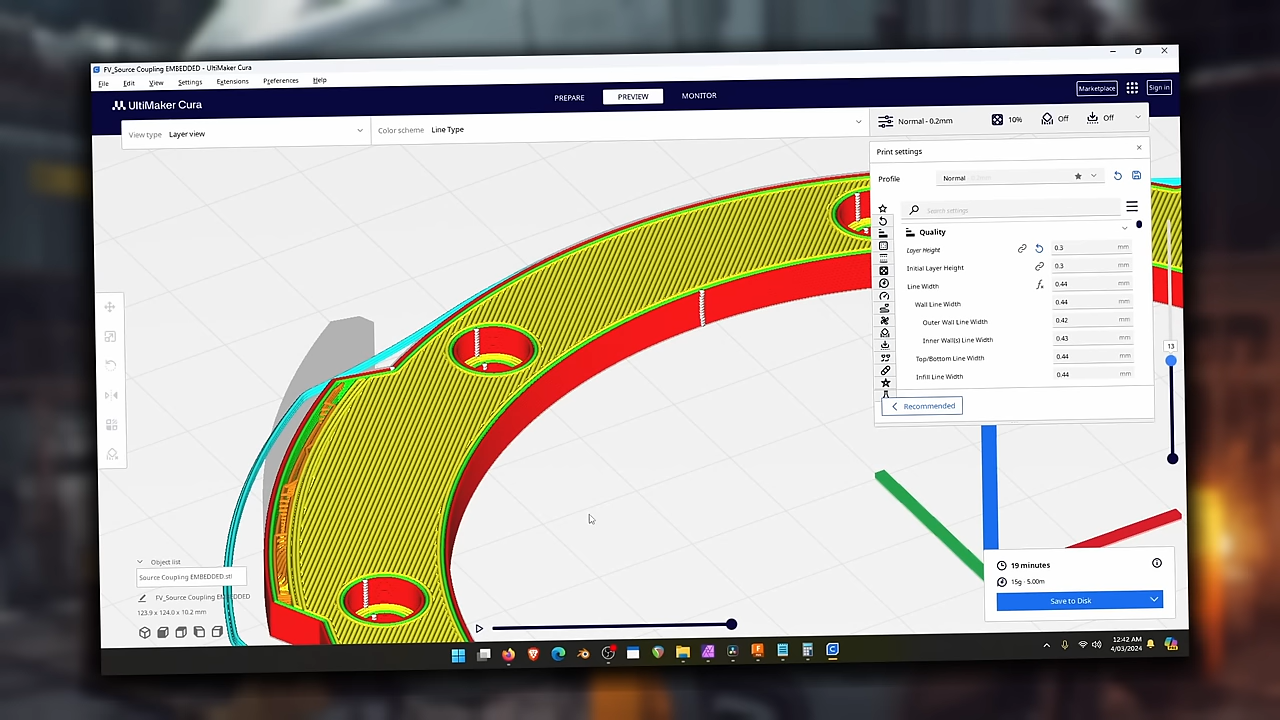 FV_Source Coupling EMBEDDED - UltiMaker Cura
File Edit View Settings Extensions Preferences Help
UltiMaker Cura
PREPARE PREVIEW MONITOR
Marketplace Sign in
View type Layer view
Color scheme Line Type
Normal - 0.2mm 10% Off Off
Print settings
Profile Normal
Search settings
Quality
Layer Height 0.3 mm
Initial Layer Height 0.3 mm
Line Width 0.44 mm
Wall Line Width 0.44 mm
Outer Wall Line Width 0.42 mm
Inner Wall(s) Line Width 0.43 mm
Top/Bottom Line Width 0.44 mm
Infill Line Width 0.44 mm
Recommended
13
Object list
Source Coupling EMBEDDED.stl
FV_Source Coupling EMBEDDED
123.9 x 124.0 x 10.2 mm
19 minutes
15g · 5.00m
Save to Disk
12:42 AM
4/03/2024